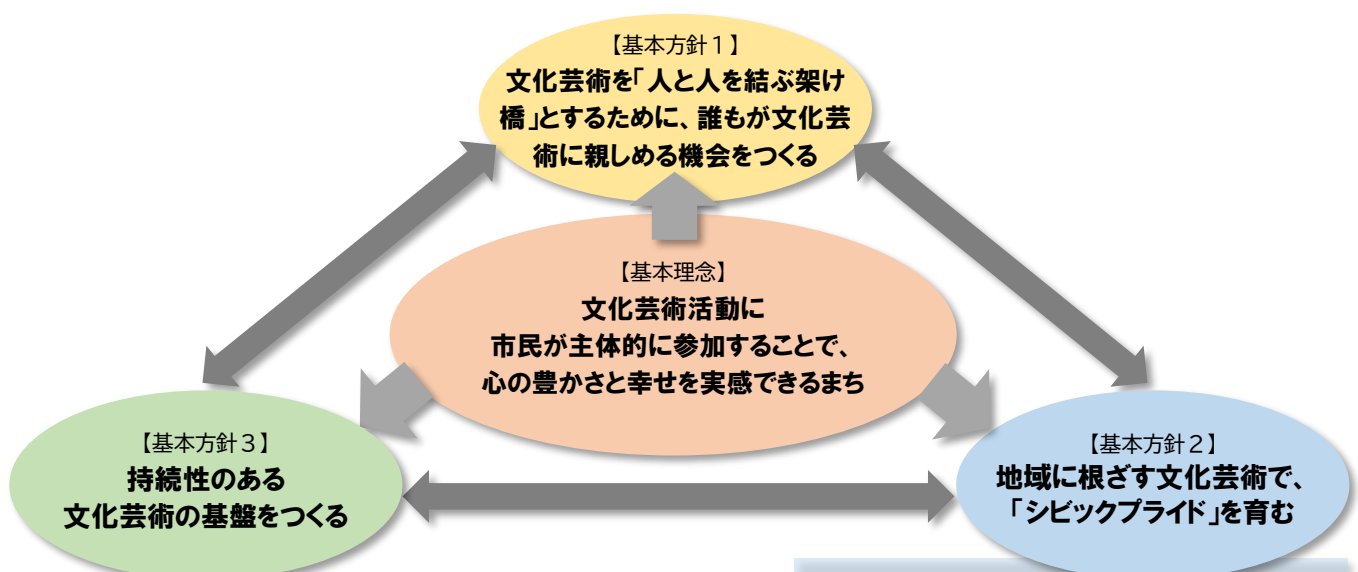 【基本方針１】
文化芸術を「人と人を結ぶ架け
橋」とするために、誰もが文化芸
術に親しめる機会をつくる
【基本理念】
文化芸術活動に
市民が主体的に参加することで、
心の豊かさと幸せを実感できるまち
【基本方針３】
持続性のある
文化芸術の基盤をつくる
【基本方針２】
地域に根ざす文化芸術で、
「シビックプライド」を育む